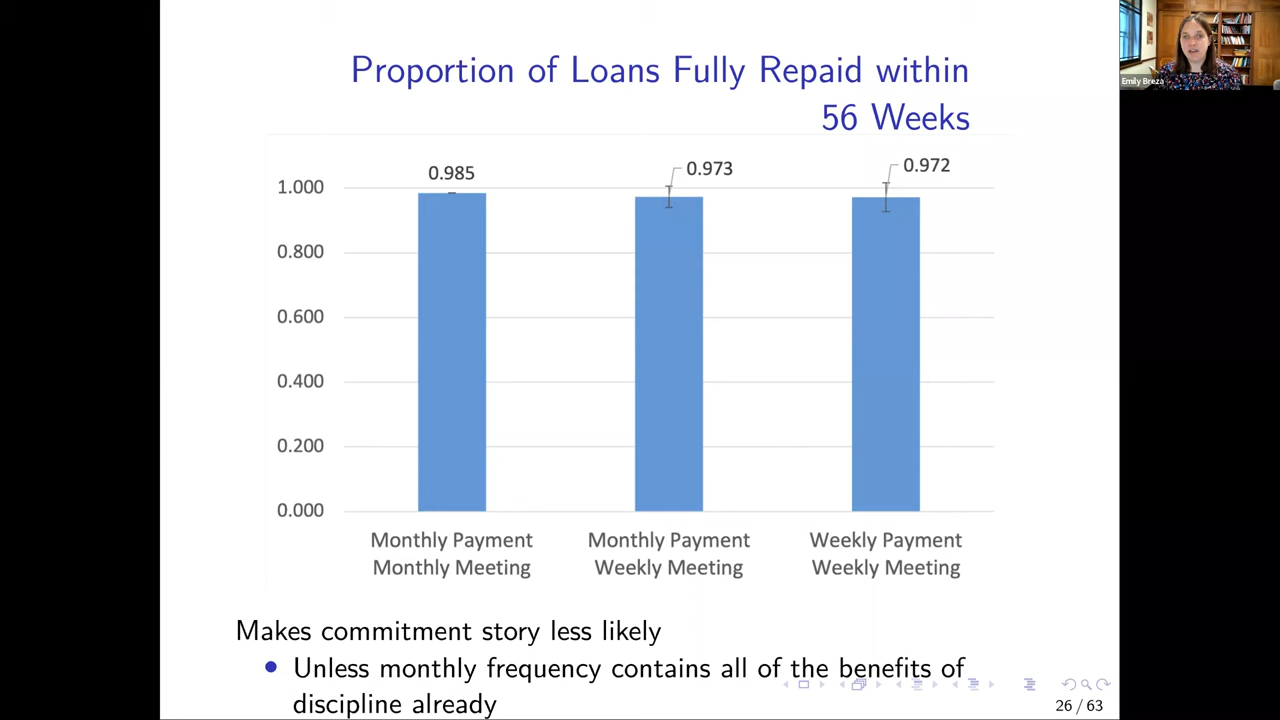 Proportion of Loans Fully Repaid within
56 Weeks
Emily Breza
0.985
0.973
0.972
1.000
0.800
0.600
0.400
0.200
0.000
Monthly Payment
Monthly Meeting
Monthly Payment
Weekly Meeting
Weekly Payment
Weekly Meeting
Makes commitment story less likely
• Unless monthly frequency contains all of the benefits of
discipline already
26 / 63